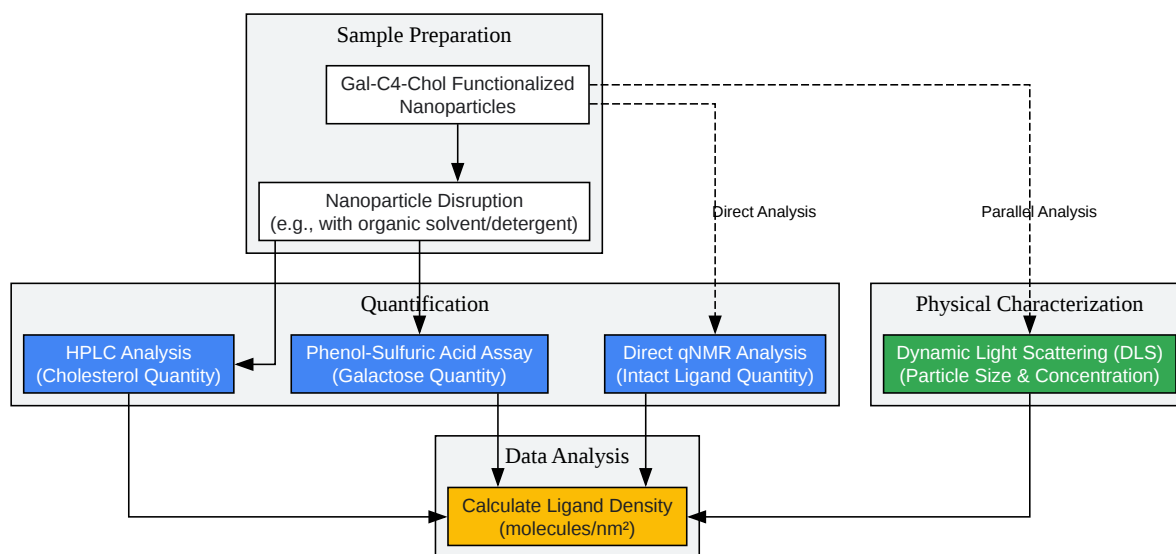 Sample Preparation
Gal-C4-Chol Functionalized
Nanoparticles
Nanoparticle Disruption
(e.g., with organic solvent/detergent)
Direct Analysis
Parallel Analysis
Quantification
Physical Characterization
HPLC Analysis
(Cholesterol Quantity)
Phenol-Sulfuric Acid Assay
(Galactose Quantity)
Direct qNMR Analysis
(Intact Ligand Quantity)
Dynamic Light Scattering (DLS)
(Particle Size & Concentration)
Data Analysis
Calculate Ligand Density
(molecules/nm²)